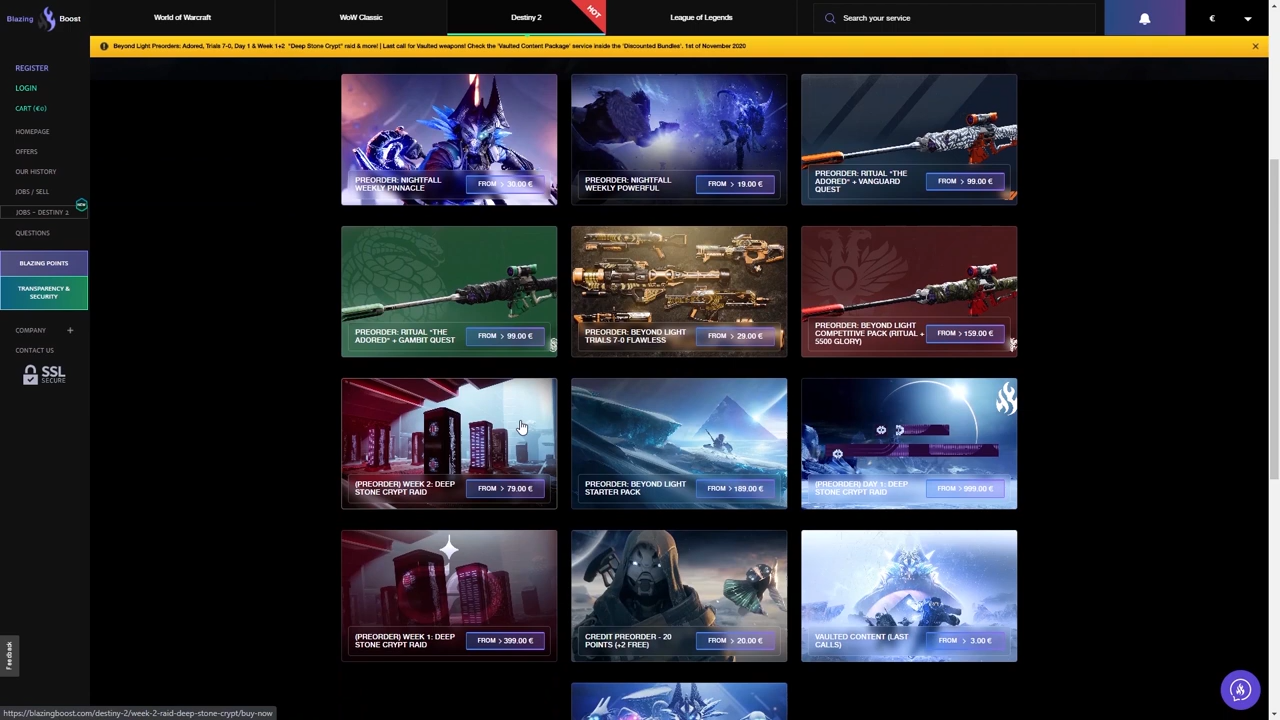 Blazing Boost
World of Warcraft
WoW Classic
Destiny 2
HOT
League of Legends
Search your service
€
Beyond Light Preorders: Adored, Trials 7-0, Day 1 & Week 1+2 "Deep Stone Crypt" raid & more! | Last call for Vaulted weapons! Check the 'Vaulted Content Package' service inside the 'Discounted Bundles'. 1st of November 2020
REGISTER
LOGIN
CART (€0)
HOMEPAGE
OFFERS
OUR HISTORY
JOBS / SELL
JOBS - DESTINY 2
NEW
QUESTIONS
BLAZING POINTS
TRANSPARENCY &
SECURITY
COMPANY +
CONTACT US
SSL
SECURE
Feedback
PREORDER: NIGHTFALL
WEEKLY PINNACLE
FROM > 30.00 €
PREORDER: NIGHTFALL
WEEKLY POWERFUL
FROM > 19.00 €
PREORDER: RITUAL "THE
ADORED" + VANGUARD
QUEST
FROM > 99.00 €
PREORDER: RITUAL "THE
ADORED" + GAMBIT QUEST
FROM > 99.00 €
PREORDER: BEYOND LIGHT
TRIALS 7-0 FLAWLESS
FROM > 29.00 €
PREORDER: BEYOND LIGHT
COMPETITIVE PACK (RITUAL +
5500 GLORY)
FROM > 159.00 €
(PREORDER) WEEK 2: DEEP
STONE CRYPT RAID
FROM > 79.00 €
PREORDER: BEYOND LIGHT
STARTER PACK
FROM > 189.00 €
(PREORDER) DAY 1: DEEP
STONE CRYPT RAID
FROM > 999.00 €
(PREORDER) WEEK 1: DEEP
STONE CRYPT RAID
FROM > 399.00 €
CREDIT PREORDER - 20
POINTS (+2 FREE)
FROM > 20.00 €
VAULTED CONTENT (LAST
CALLS)
FROM > 3.00 €
https://blazingboost.com/destiny-2/week-2-raid-deep-stone-crypt/buy-now